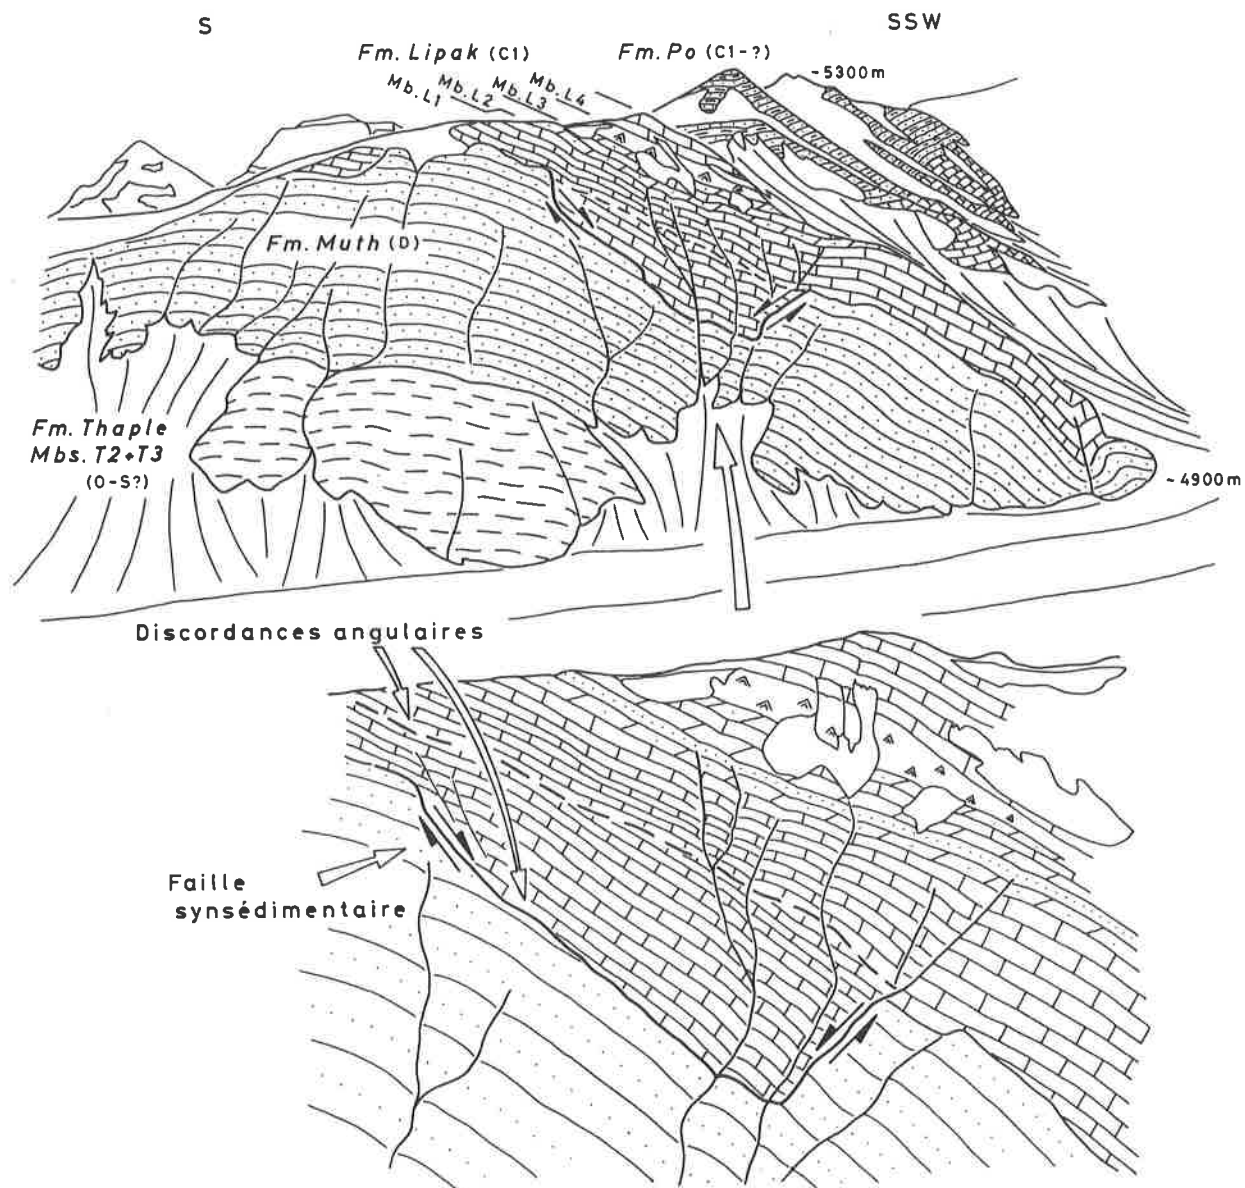 S
SSW
Fm. Lipak (C1)
Fm. Po (C1-?)
Mb. L1
Mb. L2
Mb. L3
Mb. L4
~5300m
Fm. Muth (D)
Fm. Thaple
Mbs. T2+T3
(O-S?)
~4900m
Discordances angulaires
Faille
synsédimentaire